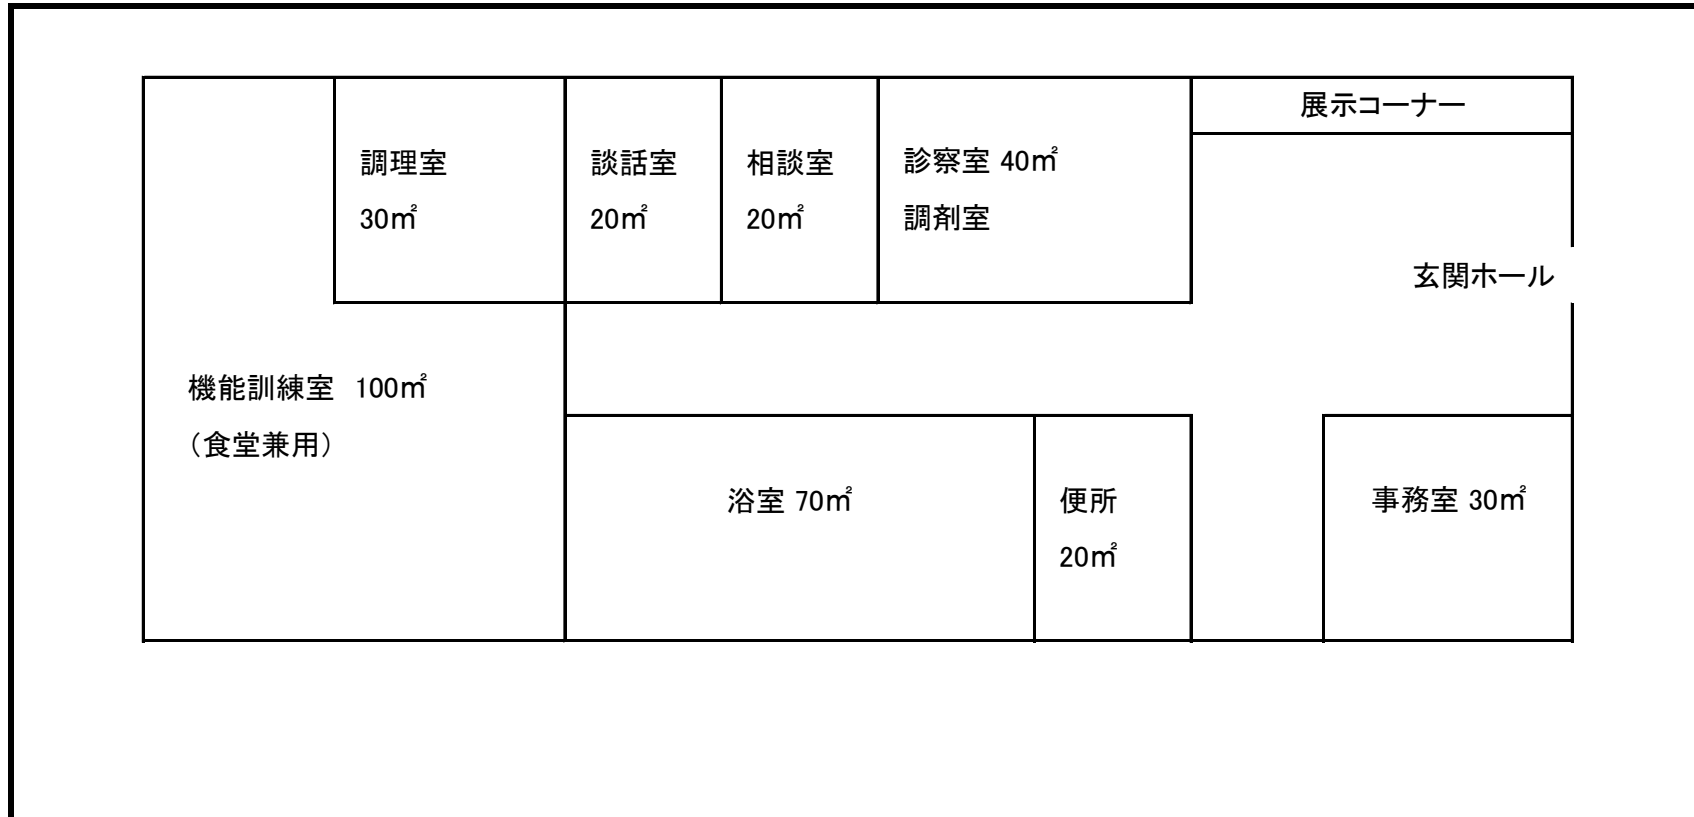 展示コーナー
調理室
30㎡
談話室
20㎡
相談室
20㎡
診察室 40㎡
調剤室
玄関ホール
機能訓練室 100㎡
（食堂兼用）
浴室 70㎡
便所
20㎡
事務室 30㎡